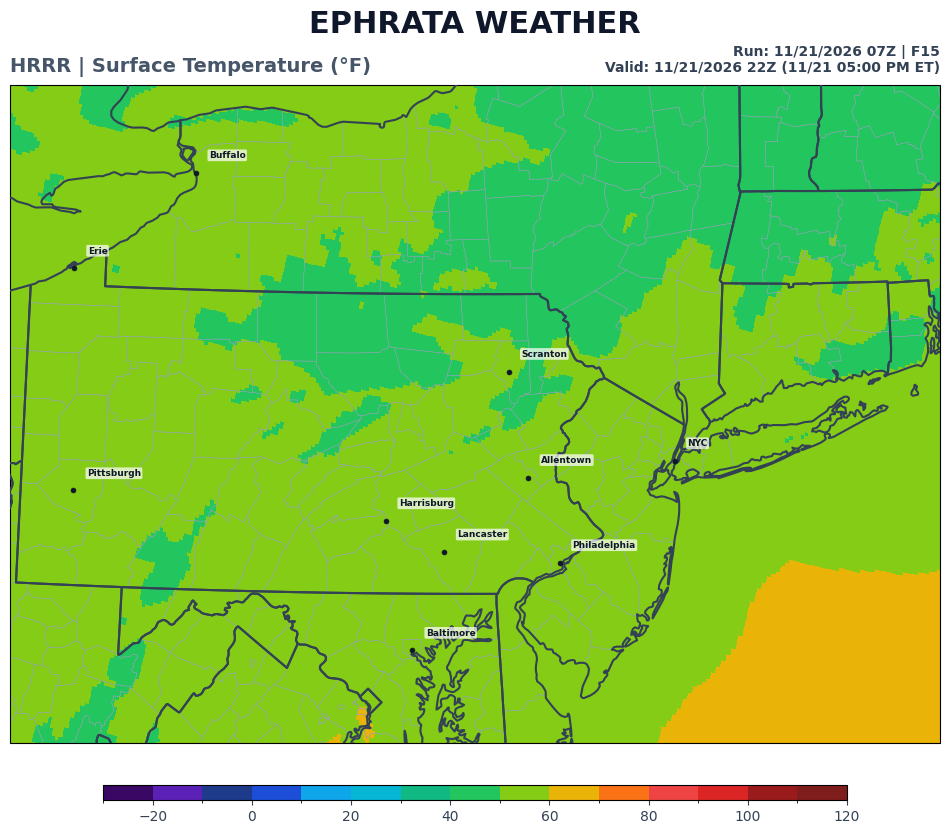 EPHRATA WEATHER
HRRR | Surface Temperature (°F)
Run: 11/21/2026 07Z | F15
Valid: 11/21/2026 22Z (11/21 05:00 PM ET)
Buffalo
Erie
Scranton
NYC
Allentown
Pittsburgh
Harrisburg
Lancaster
Philadelphia
Baltimore
−20 0 20 40 60 80 100 120